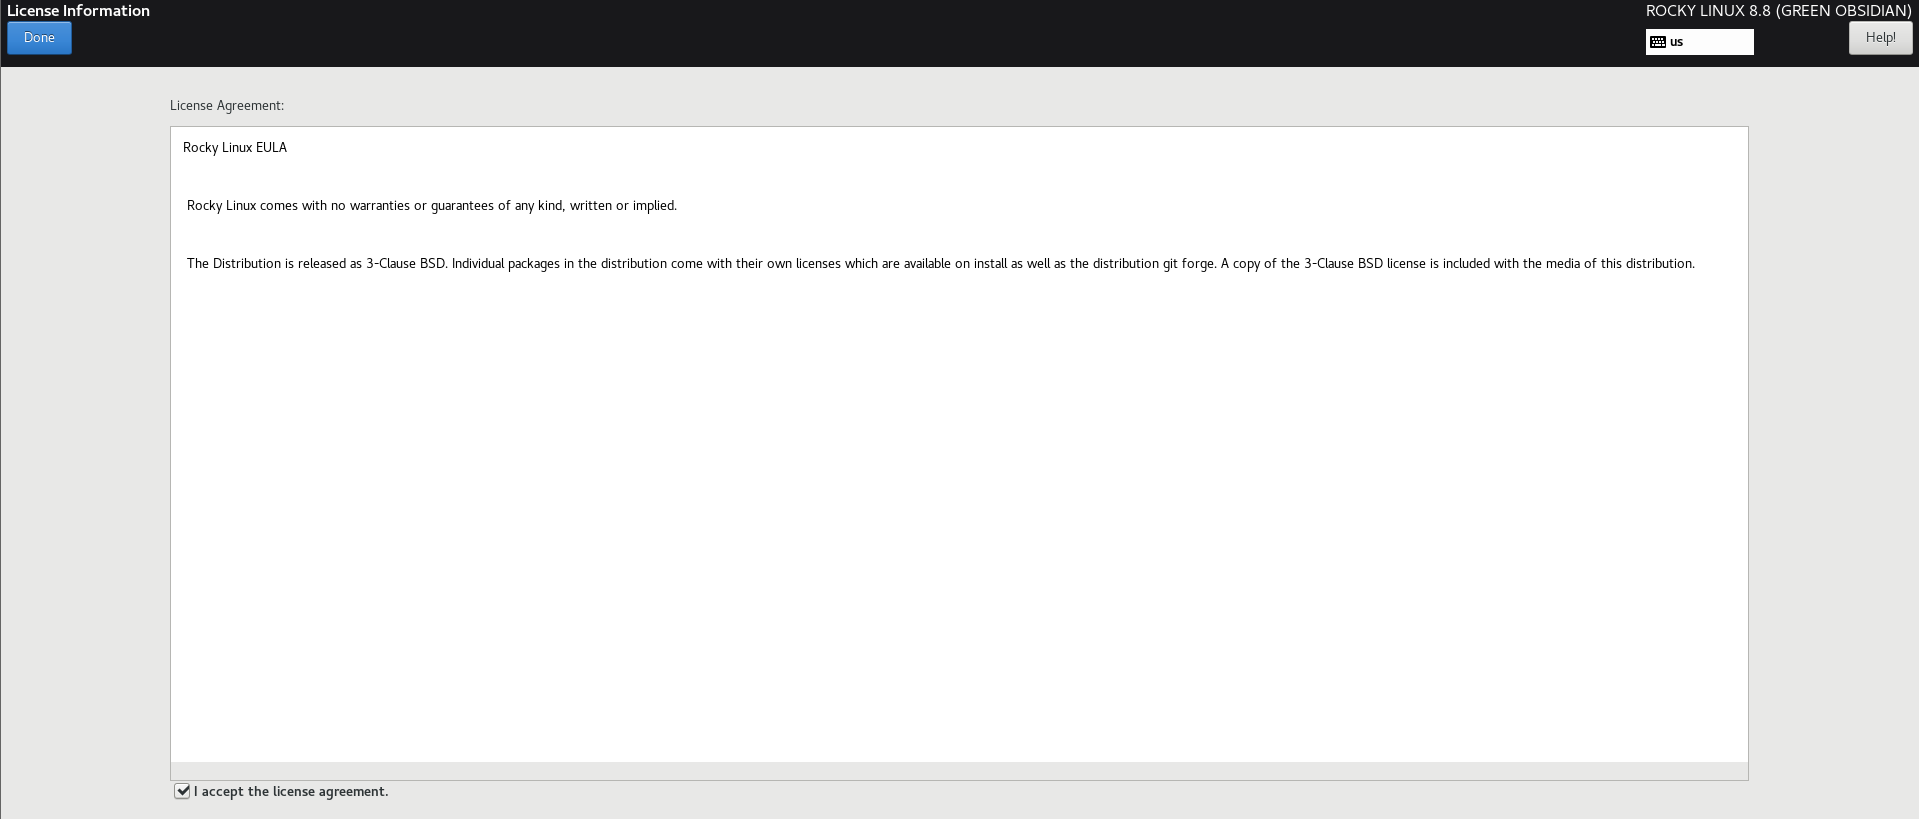 License Information
ROCKY LINUX 8.8 (GREEN OBSIDIAN)
Done
us
Help!
License Agreement:
Rocky Linux EULA
Rocky Linux comes with no warranties or guarantees of any kind, written or implied.
The Distribution is released as 3-Clause BSD. Individual packages in the distribution come with their own licenses which are available on install as well as the distribution git forge. A copy of the 3-Clause BSD license is included with the media of this distribution.
I accept the license agreement.